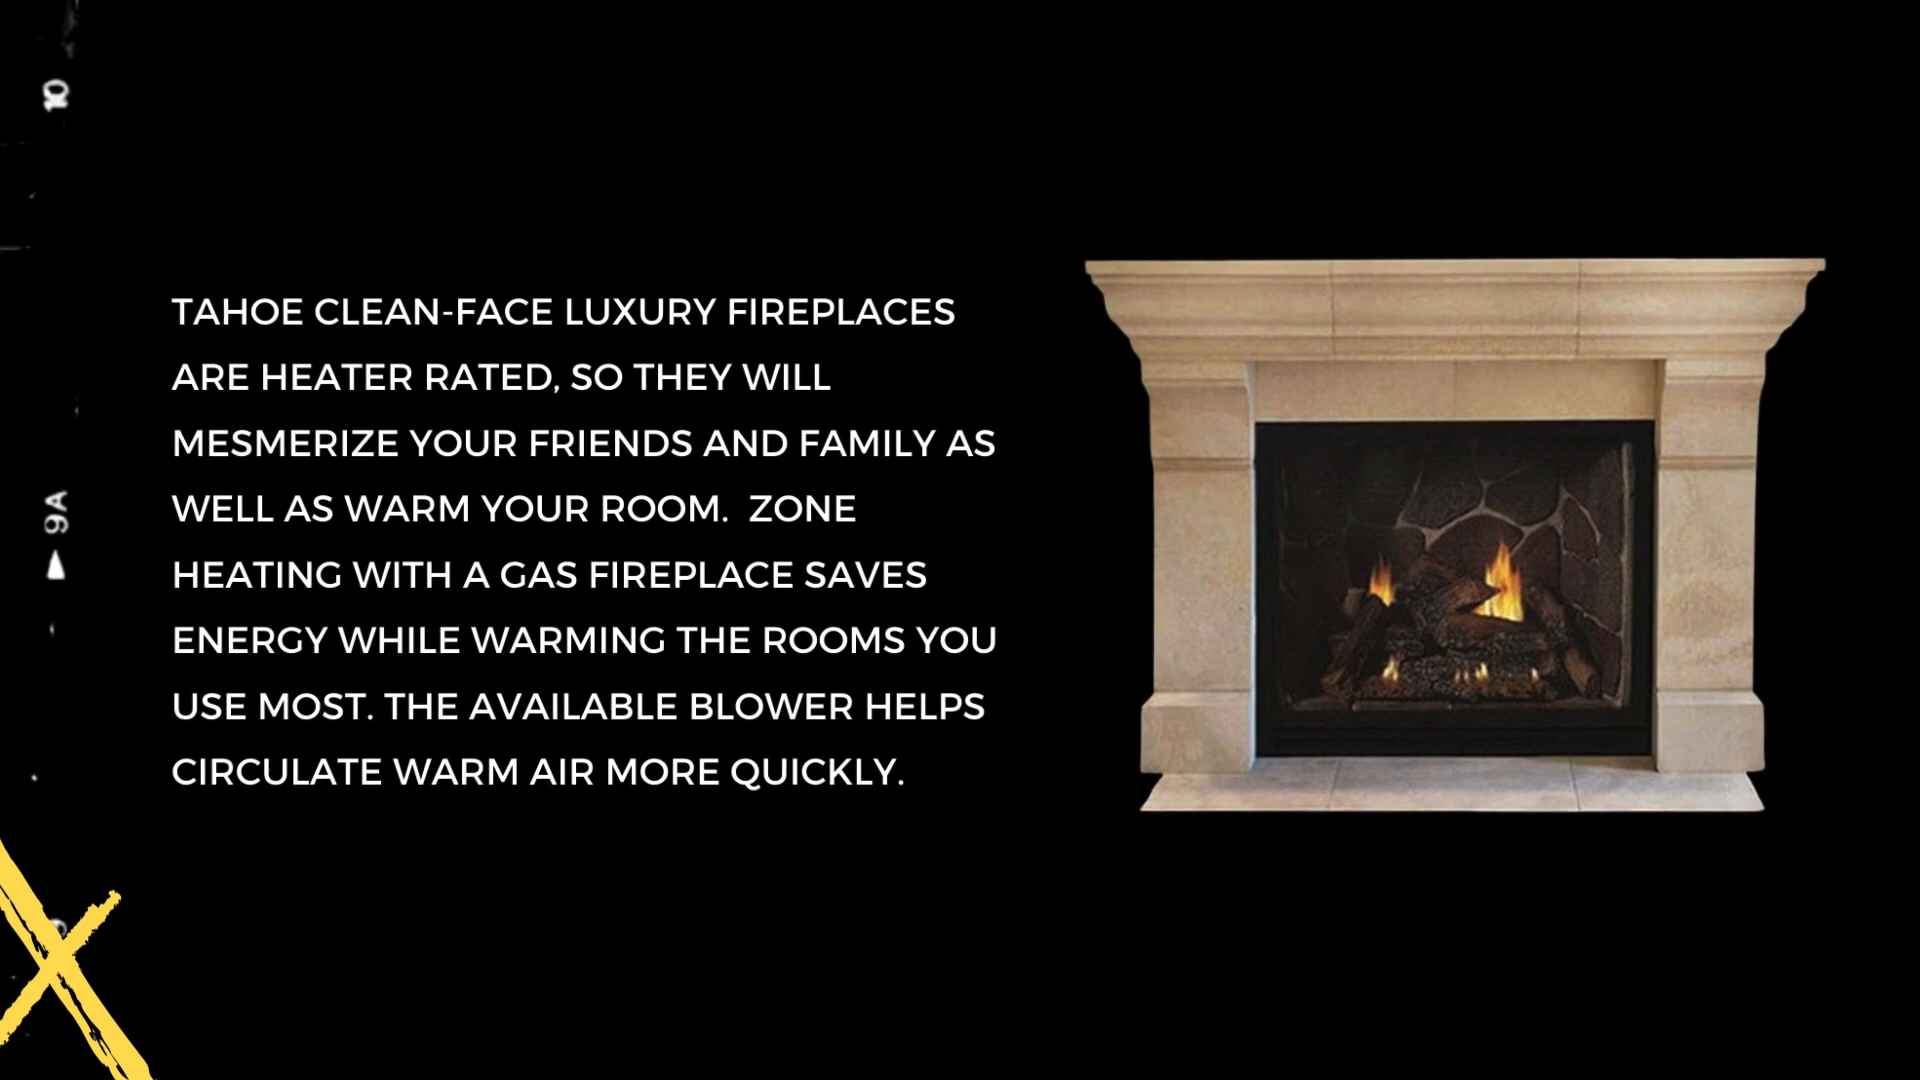 10
TAHOE CLEAN-FACE LUXURY FIREPLACES
ARE HEATER RATED, SO THEY WILL
MESMERIZE YOUR FRIENDS AND FAMILY AS
WELL AS WARM YOUR ROOM.  ZONE
HEATING WITH A GAS FIREPLACE SAVES
ENERGY WHILE WARMING THE ROOMS YOU
USE MOST. THE AVAILABLE BLOWER HELPS
CIRCULATE WARM AIR MORE QUICKLY.
9A